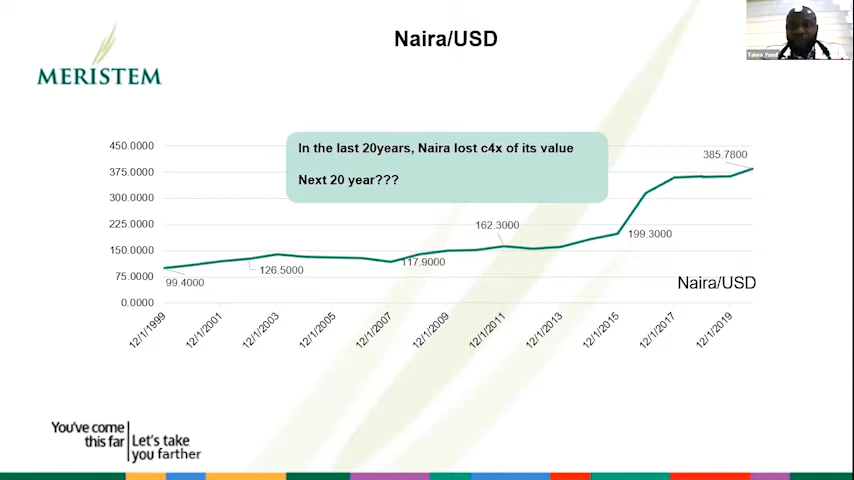 Naira/USD
MERISTEM
Taiwo Yusuf
In the last 20years, Naira lost c4x of its value
Next 20 year???
450.0000
375.0000
300.0000
225.0000
150.0000
75.0000
0.0000
385.7800
162.3000
199.3000
117.9000
126.5000
99.4000
Naira/USD
12/1/1999
12/1/2001
12/1/2003
12/1/2005
12/1/2007
12/1/2009
12/1/2011
12/1/2013
12/1/2015
12/1/2017
12/1/2019
You've come
this far
Let's take
you farther